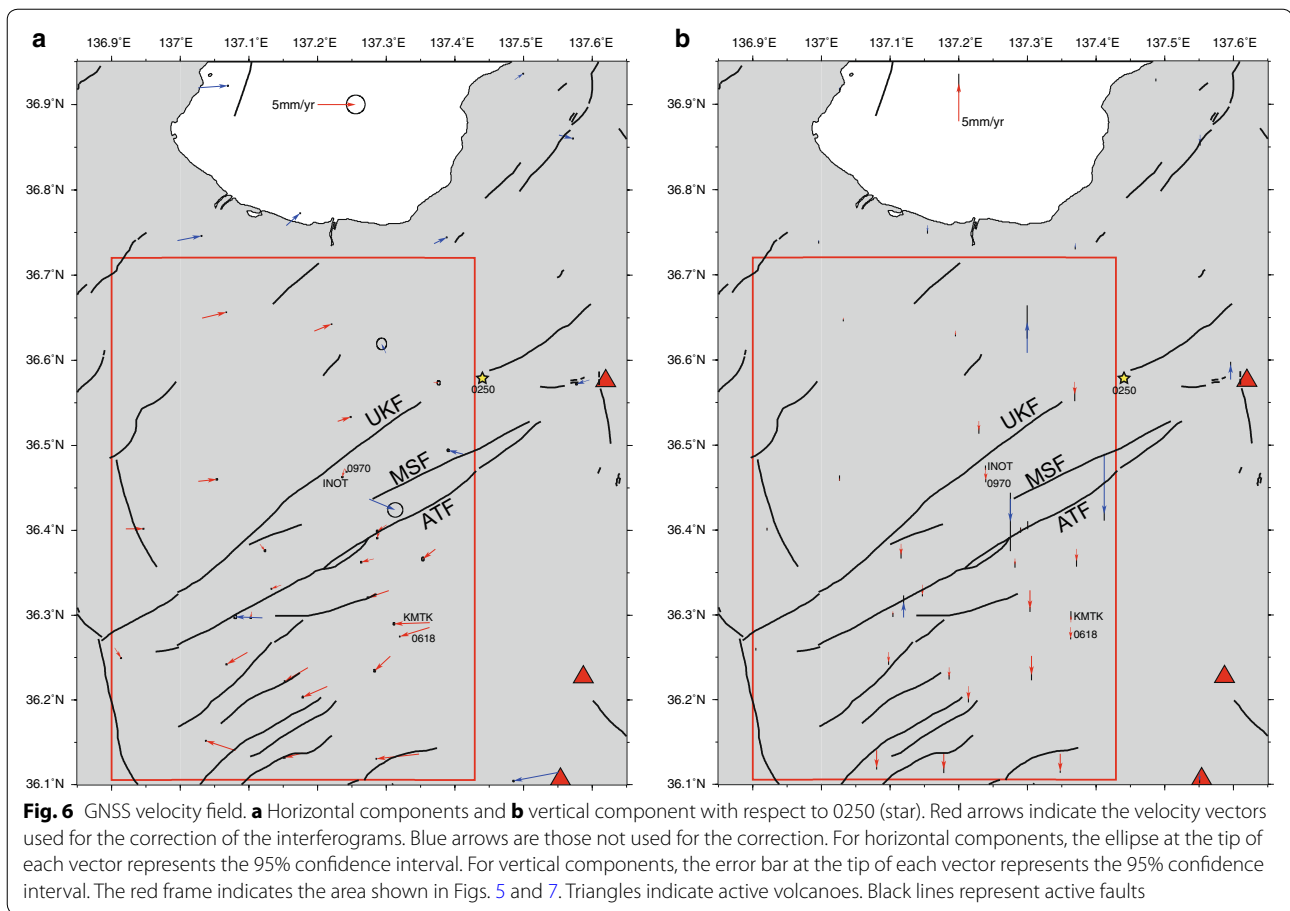 a
136.9˚E 137˚E 137.1˚E 137.2˚E 137.3˚E 137.4˚E 137.5˚E 137.6˚E
36.9˚N
36.8˚N
36.7˚N
36.6˚N
36.5˚N
36.4˚N
36.3˚N
36.2˚N
36.1˚N
5mm/yr
0250
UKF
0970
INOT
MSF
ATF
KMTK
0618
b
136.9˚E 137˚E 137.1˚E 137.2˚E 137.3˚E 137.4˚E 137.5˚E 137.6˚E
36.9˚N
36.8˚N
36.7˚N
36.6˚N
36.5˚N
36.4˚N
36.3˚N
36.2˚N
36.1˚N
5mm/yr
0250
UKF
INOT
0970
MSF
ATF
KMTK
0618
Fig. 6 GNSS velocity field. a Horizontal components and b vertical component with respect to 0250 (star). Red arrows indicate the velocity vectors
used for the correction of the interferograms. Blue arrows are those not used for the correction. For horizontal components, the ellipse at the tip of
each vector represents the 95% confidence interval. For vertical components, the error bar at the tip of each vector represents the 95% confidence
interval. The red frame indicates the area shown in Figs. 5 and 7. Triangles indicate active volcanoes. Black lines represent active faults